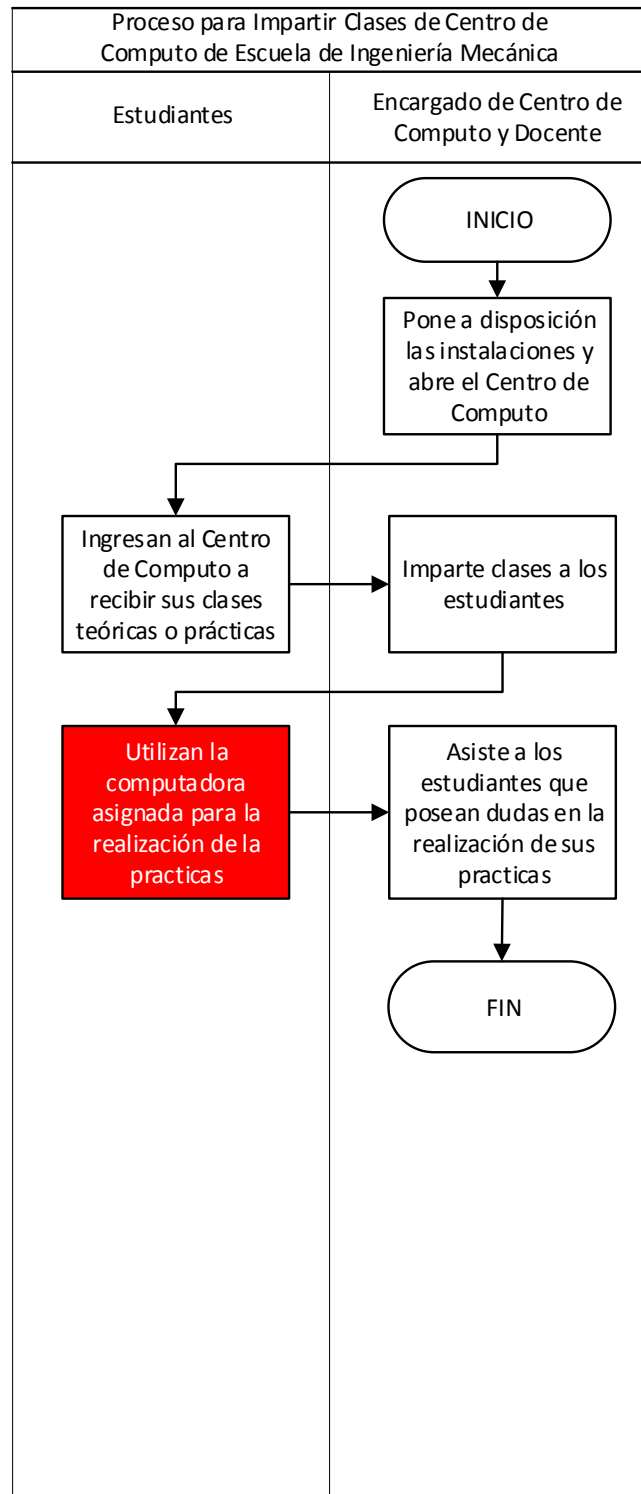 Proceso para Impartir Clases de Centro de
Computo de Escuela de Ingeniería Mecánica
Estudiantes
Encargado de Centro de
Computo y Docente
INICIO
Pone a disposición
las instalaciones y
abre el Centro de
Computo
Ingresan al Centro
de Computo a
recibir sus clases
teóricas o prácticas
Imparte clases a los
estudiantes
Utilizan la
computadora
asignada para la
realización de la
practicas
Asiste a los
estudiantes que
posean dudas en la
realización de sus
practicas
FIN